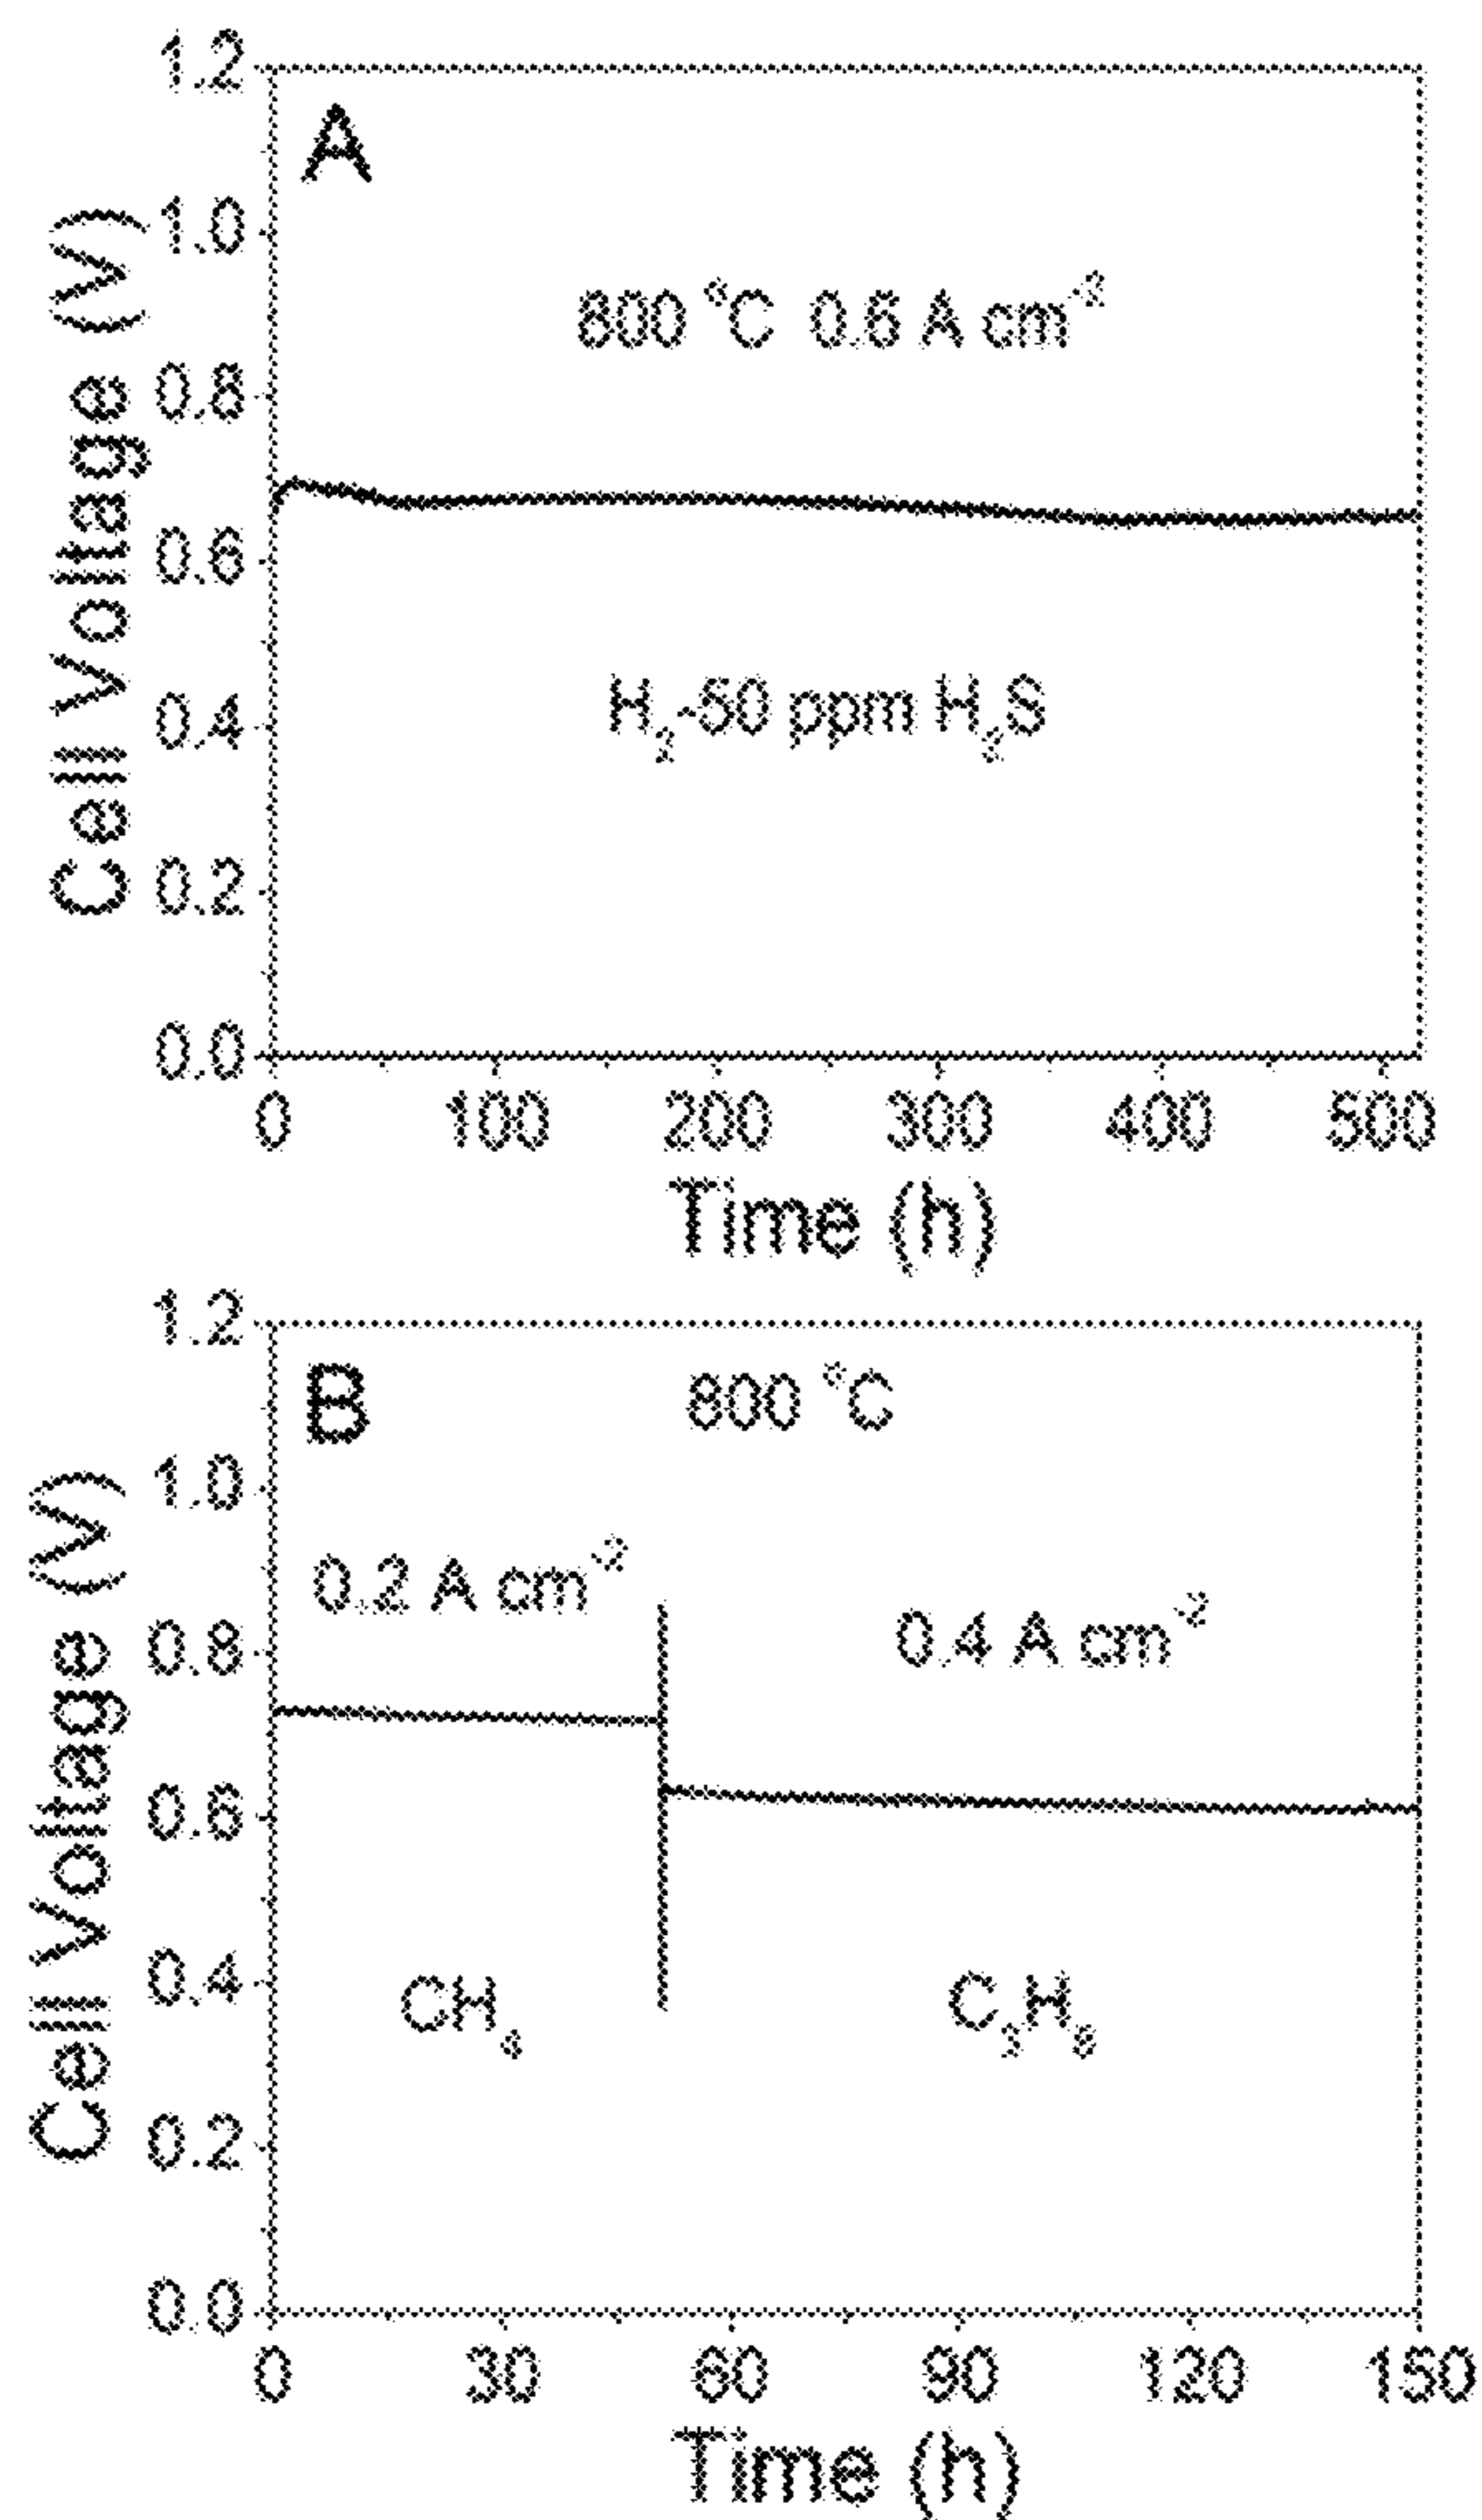 1.2
A
1.0
800 °C 0.6 A cm⁻²
0.8
0.6
H₂-50 ppm H₂S
0.4
0.2
0.0
Cell Voltage (V)
0 100 200 300 400 500
Time (h)
1.2
B 800 °C
1.0
0.2 A cm⁻²
0.4 A cm⁻²
0.8
0.6
0.4
CH₄ C₃H₈
0.2
0.0
Cell Voltage (V)
0 30 60 90 120 150
Time (h)